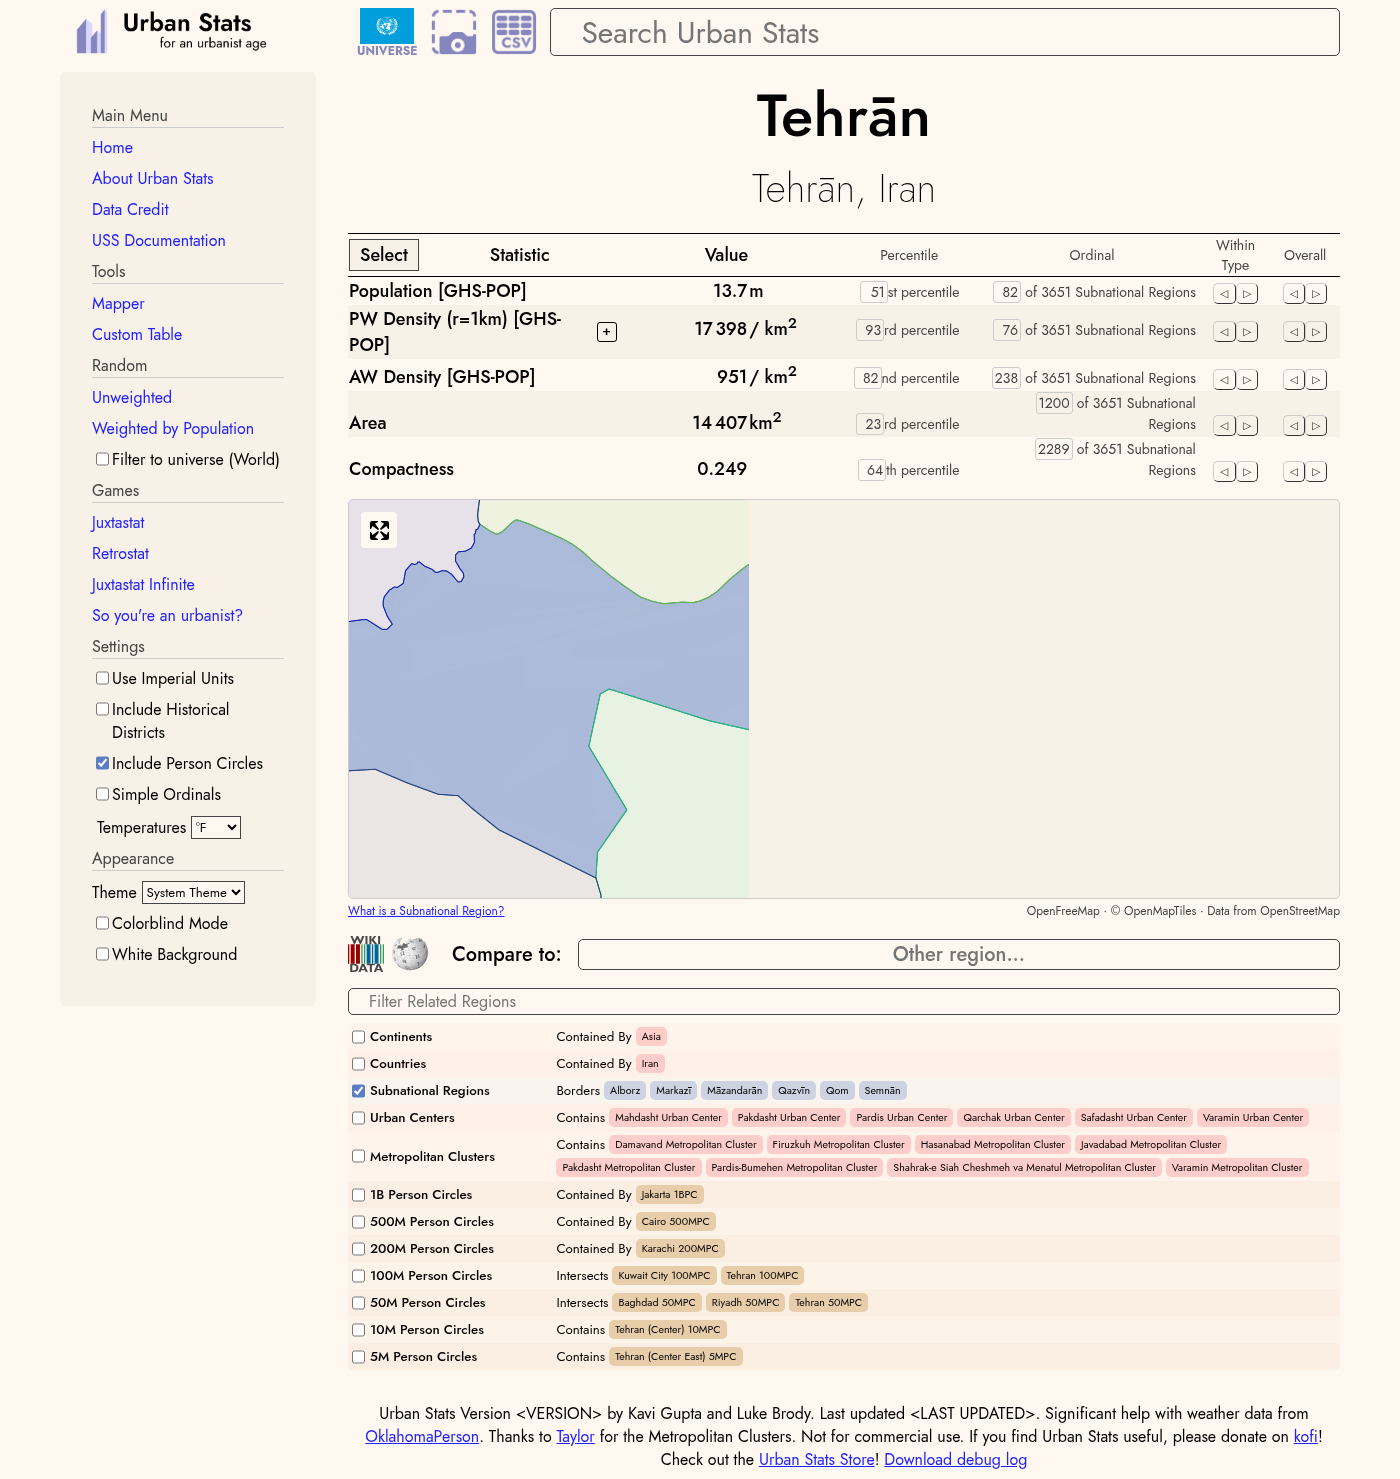 Urban Stats
for an urbanist age
UNIVERSE
CSV
Search Urban Stats
Main Menu
Home
About Urban Stats
Data Credit
USS Documentation
Tools
Mapper
Custom Table
Random
Unweighted
Weighted by Population
Filter to universe (World)
Games
Juxtastat
Retrostat
Juxtastat Infinite
So you're an urbanist?
Settings
Use Imperial Units
Include Historical
Districts
Include Person Circles
Simple Ordinals
Temperatures °F
Appearance
Theme System Theme
Colorblind Mode
White Background
Tehrān
Tehrān, Iran
Select Statistic Value Percentile Ordinal Within Type Overall
Population [GHS-POP] 13.7 m 51st percentile 82 of 3651 Subnational Regions
PW Density (r=1km) [GHS-POP] + 17 398 / km2 93rd percentile 76 of 3651 Subnational Regions
AW Density [GHS-POP] 951 / km2 82nd percentile 238 of 3651 Subnational Regions
Area 14 407 km2 23rd percentile 1200 of 3651 Subnational Regions
Compactness 0.249 64th percentile 2289 of 3651 Subnational Regions
What is a Subnational Region?
OpenFreeMap · © OpenMapTiles · Data from OpenStreetMap
WIKI
DATA
Compare to: Other region...
Filter Related Regions
Continents Contained By Asia
Countries Contained By Iran
Subnational Regions Borders Alborz Markazī Māzandarān Qazvīn Qom Semnān
Urban Centers Contains Mahdasht Urban Center Pakdasht Urban Center Pardis Urban Center Qarchak Urban Center Safadasht Urban Center Varamin Urban Center
Metropolitan Clusters Contains Damavand Metropolitan Cluster Firuzkuh Metropolitan Cluster Hasanabad Metropolitan Cluster Javadabad Metropolitan Cluster
Pakdasht Metropolitan Cluster Pardis-Bumehen Metropolitan Cluster Shahrak-e Siah Cheshmeh va Menatul Metropolitan Cluster Varamin Metropolitan Cluster
1B Person Circles Contained By Jakarta 1BPC
500M Person Circles Contained By Cairo 500MPC
200M Person Circles Contained By Karachi 200MPC
100M Person Circles Intersects Kuwait City 100MPC Tehran 100MPC
50M Person Circles Intersects Baghdad 50MPC Riyadh 50MPC Tehran 50MPC
10M Person Circles Contains Tehran (Center) 10MPC
5M Person Circles Contains Tehran (Center East) 5MPC
Urban Stats Version <VERSION> by Kavi Gupta and Luke Brody. Last updated <LAST UPDATED>. Significant help with weather data from
OklahomaPerson. Thanks to Taylor for the Metropolitan Clusters. Not for commercial use. If you find Urban Stats useful, please donate on kofi!
Check out the Urban Stats Store! Download debug log